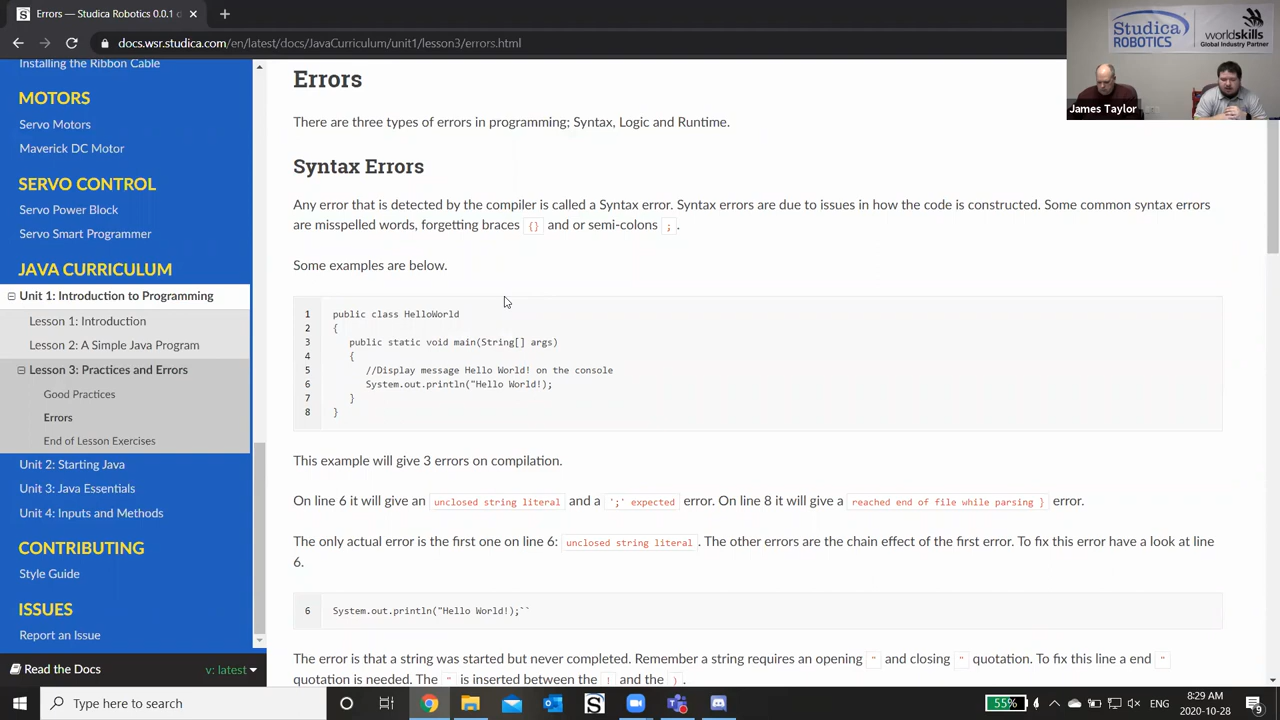 Errors — Studica Robotics 0.0.1 d
docs.wsr.studica.com/en/latest/docs/JavaCurriculum/unit1/lesson3/errors.html
Studica
ROBOTICS
worldskills
Global Industry Partner
James Taylor
Installing the Ribbon Cable
MOTORS
Servo Motors
Maverick DC Motor
SERVO CONTROL
Servo Power Block
Servo Smart Programmer
JAVA CURRICULUM
Unit 1: Introduction to Programming
Lesson 1: Introduction
Lesson 2: A Simple Java Program
Lesson 3: Practices and Errors
Good Practices
Errors
End of Lesson Exercises
Unit 2: Starting Java
Unit 3: Java Essentials
Unit 4: Inputs and Methods
CONTRIBUTING
Style Guide
ISSUES
Report an Issue
Read the Docs
v: latest
Errors
There are three types of errors in programming; Syntax, Logic and Runtime.
Syntax Errors
Any error that is detected by the compiler is called a Syntax error. Syntax errors are due to issues in how the code is constructed. Some common syntax errors
are misspelled words, forgetting braces {} and or semi-colons ; .
Some examples are below.
1 public class HelloWorld
2 {
3 public static void main(String[] args)
4 {
5 //Display message Hello World! on the console
6 System.out.println("Hello World!);
7 }
8 }
This example will give 3 errors on compilation.
On line 6 it will give an unclosed string literal and a ';' expected error. On line 8 it will give a reached end of file while parsing } error.
The only actual error is the first one on line 6: unclosed string literal . The other errors are the chain effect of the first error. To fix this error have a look at line
6.
6 System.out.println("Hello World!);``
The error is that a string was started but never completed. Remember a string requires an opening " and closing " quotation. To fix this line a end "
quotation is needed. The " is inserted between the ! and the ) .
Type here to search
55%
ENG
8:29 AM
2020-10-28
9